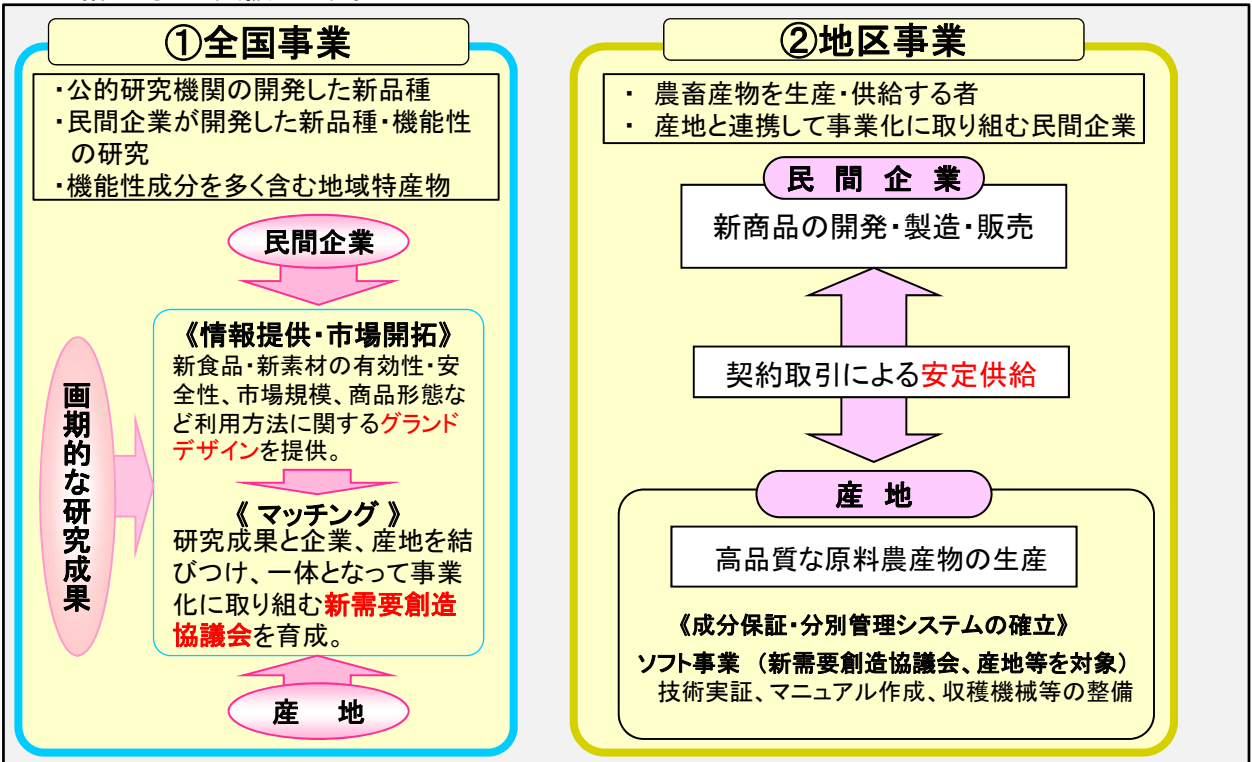 ①全国事業
・公的研究機関の開発した新品種
・民間企業が開発した新品種・機能性
の研究
・機能性成分を多く含む地域特産物
民間企業
画期的な研究成果
《情報提供・市場開拓》
新食品・新素材の有効性・安
全性、市場規模、商品形態な
ど利用方法に関するグランド
デザインを提供。
《 マッチング 》
研究成果と企業、産地を結
びつけ、一体となって事業
化に取り組む新需要創造
協議会を育成。
産 地
②地区事業
・ 農畜産物を生産・供給する者
・ 産地と連携して事業化に取り組む民間企業
民 間 企 業
新商品の開発・製造・販売
契約取引による安定供給
産 地
高品質な原料農産物の生産
《成分保証・分別管理システムの確立》
ソフト事業 (新需要創造協議会、産地等を対象)
技術実証、マニュアル作成、収穫機械等の整備